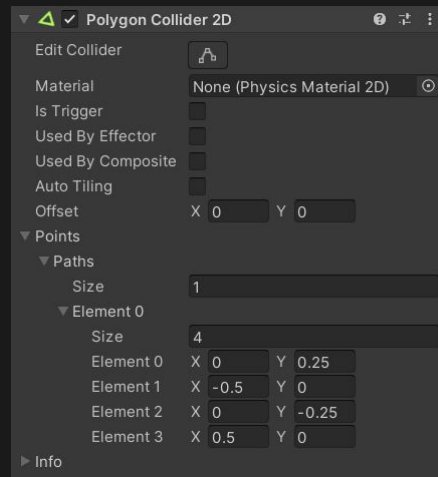 Polygon Collider 2D
Edit Collider
Material None (Physics Material 2D)
Is Trigger
Used By Effector
Used By Composite
Auto Tiling
Offset X 0 Y 0
Points
Paths
Size 1
Element 0
Size 4
Element 0 X 0 Y 0.25
Element 1 X -0.5 Y 0
Element 2 X 0 Y -0.25
Element 3 X 0.5 Y 0
Info